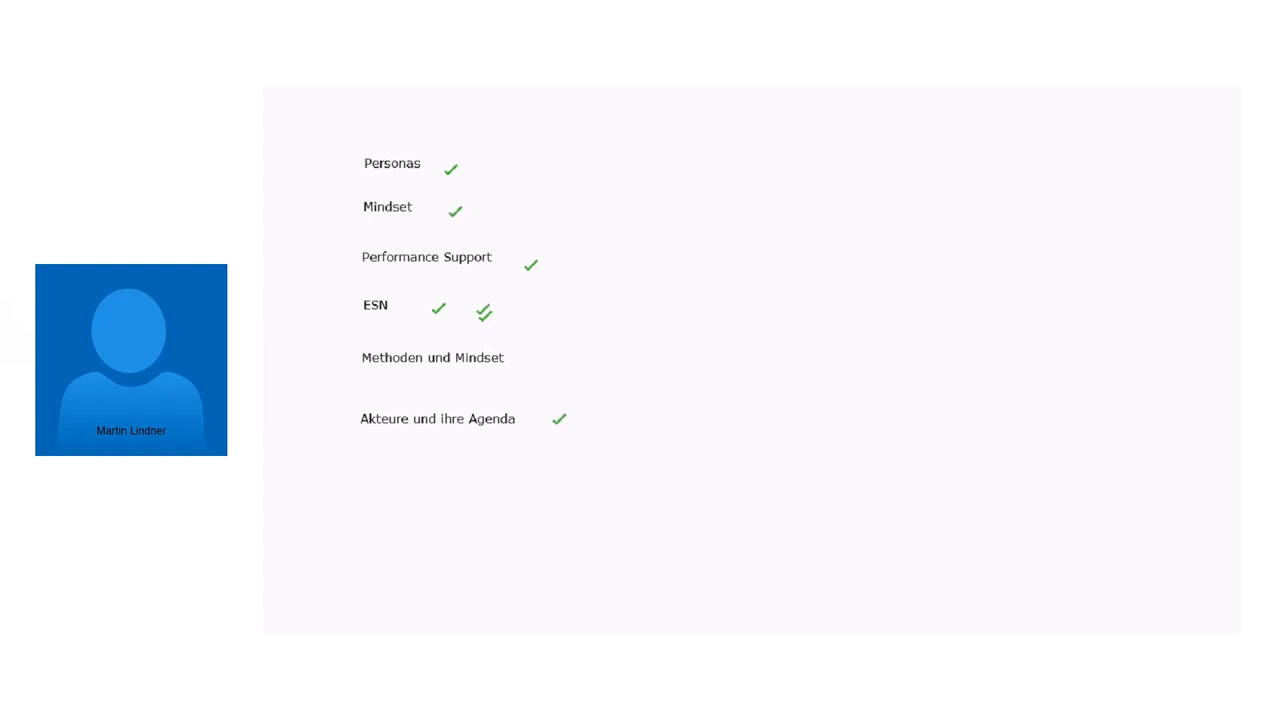 Personas
Mindset
Performance Support
ESN
Methoden und Mindset
Akteure und ihre Agenda
Martin Lindner